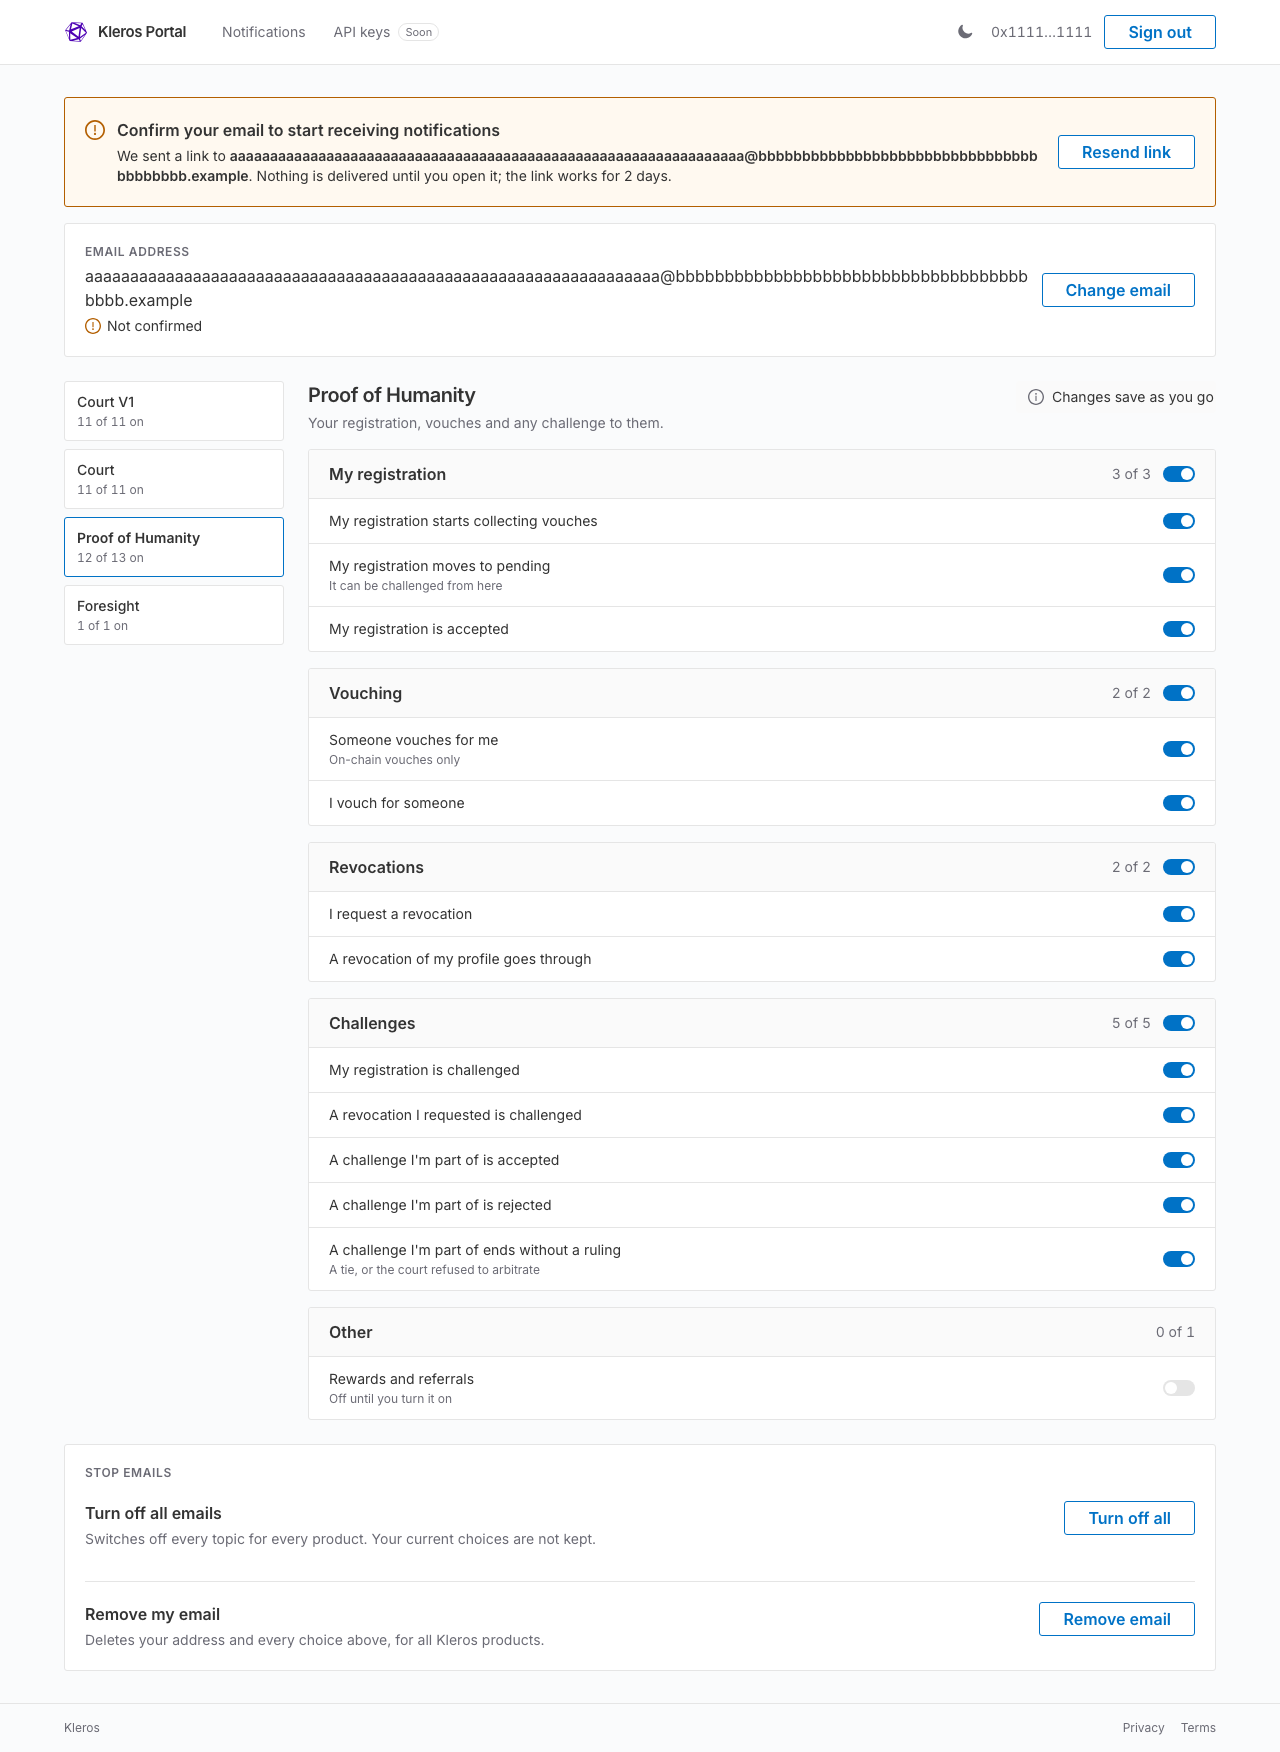 Kleros Portal
Notifications
API keys
Soon
0x1111...1111
Sign out
Confirm your email to start receiving notifications
We sent a link to aaaaaaaaaaaaaaaaaaaaaaaaaaaaaaaaaaaaaaaaaaaaaaaaaaaaaaaaaaaaaaaa@bbbbbbbbbbbbbbbbbbbbbbbbbbbbbbbb
bbbbbbbb.example. Nothing is delivered until you open it; the link works for 2 days.
Resend link
EMAIL ADDRESS
aaaaaaaaaaaaaaaaaaaaaaaaaaaaaaaaaaaaaaaaaaaaaaaaaaaaaaaaaaaaaaaa@bbbbbbbbbbbbbbbbbbbbbbbbbbbbbbbbbbbb
bbbb.example
Not confirmed
Change email
Court V1
11 of 11 on
Court
11 of 11 on
Proof of Humanity
12 of 13 on
Foresight
1 of 1 on
Proof of Humanity
Your registration, vouches and any challenge to them.
Changes save as you go
My registration
3 of 3
My registration starts collecting vouches
My registration moves to pending
It can be challenged from here
My registration is accepted
Vouching
2 of 2
Someone vouches for me
On-chain vouches only
I vouch for someone
Revocations
2 of 2
I request a revocation
A revocation of my profile goes through
Challenges
5 of 5
My registration is challenged
A revocation I requested is challenged
A challenge I'm part of is accepted
A challenge I'm part of is rejected
A challenge I'm part of ends without a ruling
A tie, or the court refused to arbitrate
Other
0 of 1
Rewards and referrals
Off until you turn it on
STOP EMAILS
Turn off all emails
Switches off every topic for every product. Your current choices are not kept.
Turn off all
Remove my email
Deletes your address and every choice above, for all Kleros products.
Remove email
Kleros
Privacy
Terms